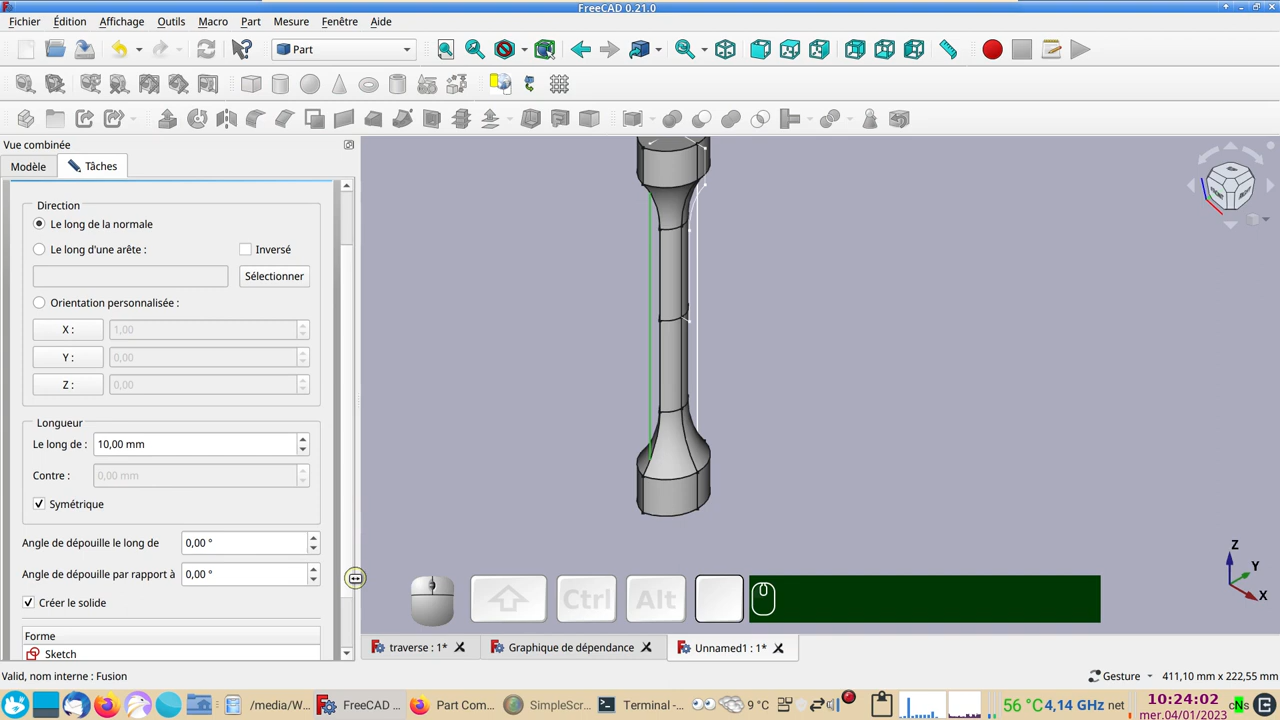 FreeCAD 0.21.0
Fichier Édition Affichage Outils Macro Part Mesure Fenêtre Aide
Part
Vue combinée
Modèle Tâches
Direction
Le long de la normale
Le long d'une arête : Inversé
Sélectionner
Orientation personnalisée :
X : 1,00
Y : 0,00
Z : 0,00
Longueur
Le long de : 10,00 mm
Contre : 0,00 mm
Symétrique
Angle de dépouille le long de 0,00 °
Angle de dépouille par rapport à 0,00 °
Créer le solide
Forme
Sketch
Z
Y
X
Ctrl Alt
traverse : 1* Graphique de dépendance Unnamed1 : 1*
Valid, nom interne : Fusion Gesture 411,10 mm x 222,55 mm
/media/W... FreeCAD ... Part Com... SimpleScr... Terminal -... 9 °C 56 °C 4,14 GHz net 10:24:02 cNs
mer.04/01/2023